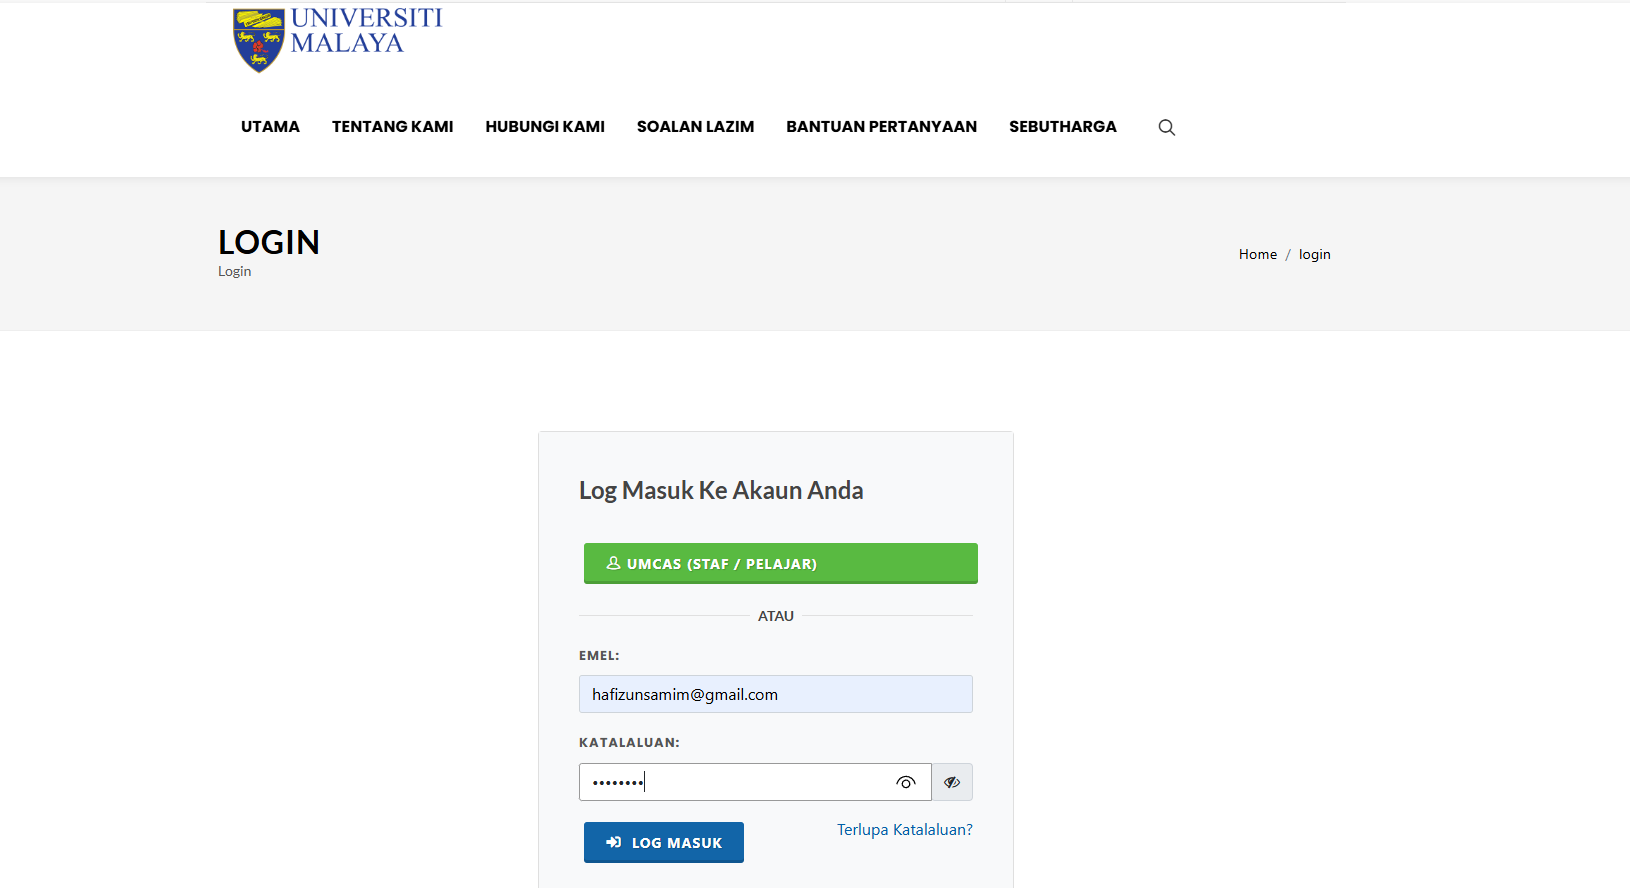 UNIVERSITI
MALAYA
UTAMA TENTANG KAMI HUBUNGI KAMI SOALAN LAZIM BANTUAN PERTANYAAN SEBUTHARGA
LOGIN
Login
Home / login
Log Masuk Ke Akaun Anda
UMCAS (STAF / PELAJAR)
ATAU
EMEL:
hafizunsamim@gmail.com
KATALALUAN:
••••••••
Terlupa Katalaluan?
LOG MASUK